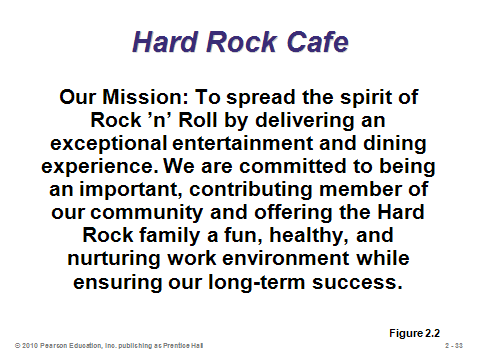 Hard Rock Cafe
Our Mission: To spread the spirit of
Rock ’n’ Roll by delivering an
exceptional entertainment and dining
experience. We are committed to being
an important, contributing member of
our community and offering the Hard
Rock family a fun, healthy, and
nurturing work environment while
ensuring our long-term success.
Figure 2.2
© 2010 Pearson Education, Inc. publishing as Prentice Hall
2 - 33